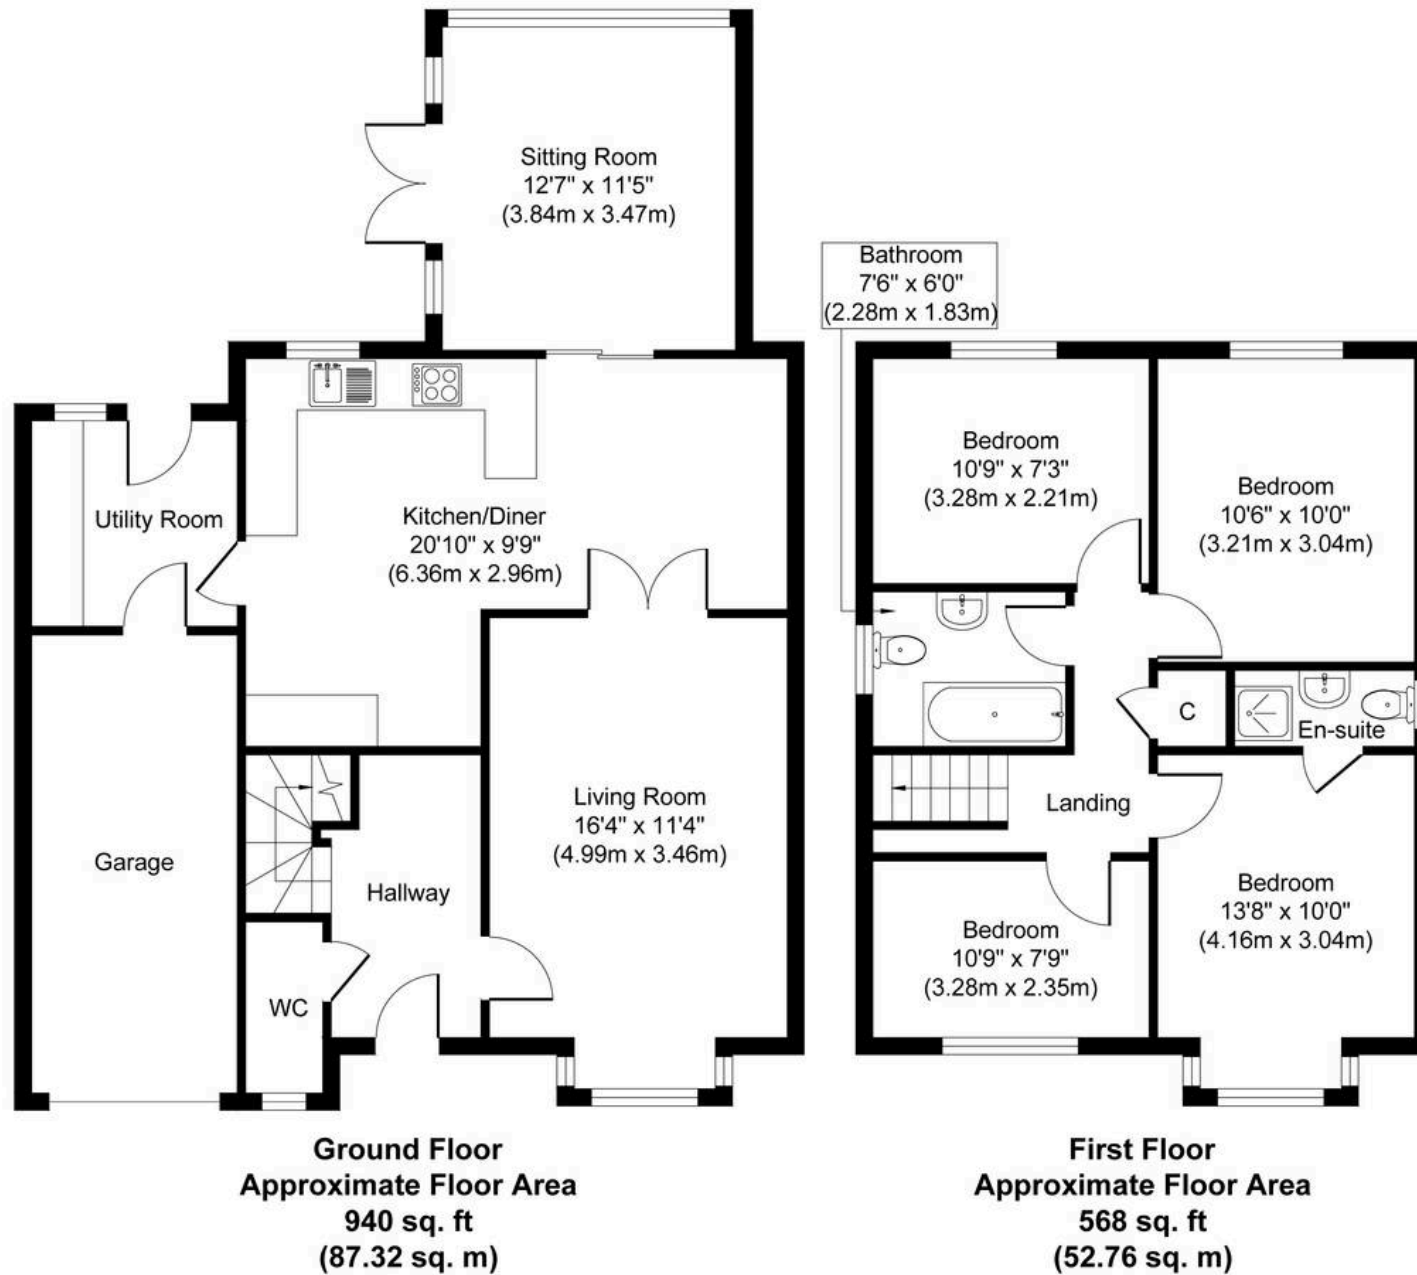 Sitting Room
12'7" x 11'5"
(3.84m x 3.47m)
Utility Room
Kitchen/Diner
20'10" x 9'9"
(6.36m x 2.96m)
Garage
Living Room
16'4" x 11'4"
(4.99m x 3.46m)
Hallway
WC
Ground Floor
Approximate Floor Area
940 sq. ft
(87.32 sq. m)
Bathroom
7'6" x 6'0"
(2.28m x 1.83m)
Bedroom
10'9" x 7'3"
(3.28m x 2.21m)
Bedroom
10'6" x 10'0"
(3.21m x 3.04m)
C
En-suite
Landing
Bedroom
13'8" x 10'0"
(4.16m x 3.04m)
Bedroom
10'9" x 7'9"
(3.28m x 2.35m)
First Floor
Approximate Floor Area
568 sq. ft
(52.76 sq. m)